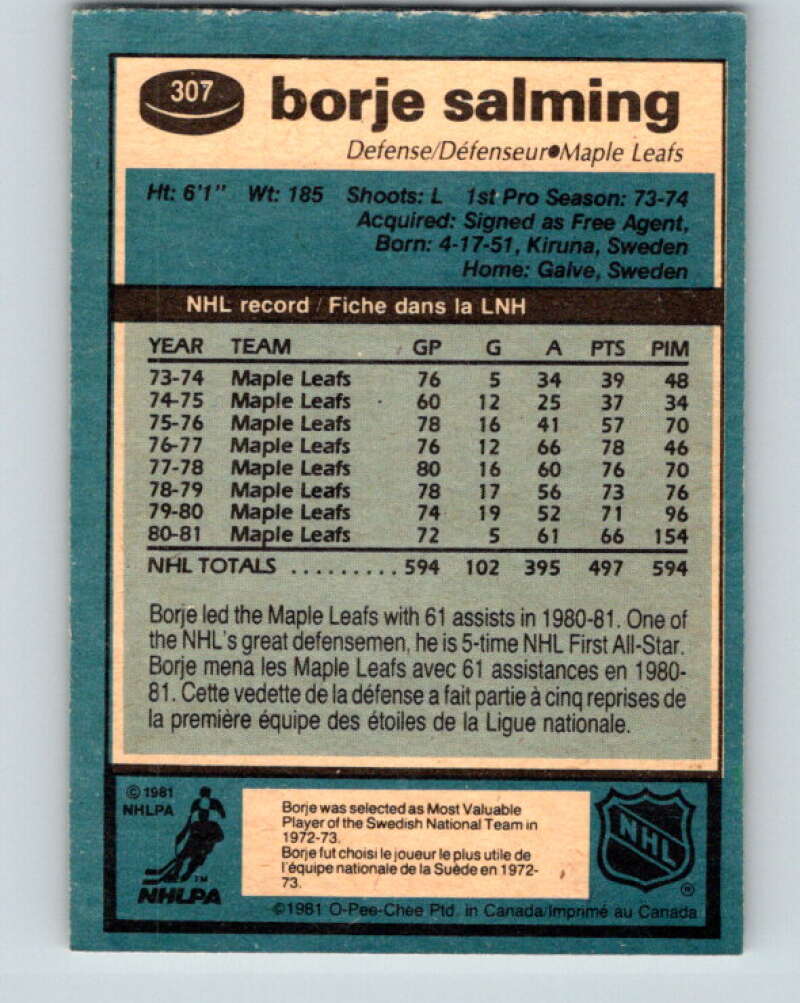 307
borje salming
Defense/Défenseur●Maple Leafs
Ht: 6'1" Wt: 185 Shoots: L 1st Pro Season: 73-74
Acquired: Signed as Free Agent,
Born: 4-17-51, Kiruna, Sweden
Home: Galve, Sweden
NHL record / Fiche dans la LNH
YEAR TEAM GP G A PTS PIM
73-74 Maple Leafs 76 5 34 39 48
74-75 Maple Leafs 60 12 25 37 34
75-76 Maple Leafs 78 16 41 57 70
76-77 Maple Leafs 76 12 66 78 46
77-78 Maple Leafs 80 16 60 76 70
78-79 Maple Leafs 78 17 56 73 76
79-80 Maple Leafs 74 19 52 71 96
80-81 Maple Leafs 72 5 61 66 154
NHL TOTALS ......... 594 102 395 497 594
Borje led the Maple Leafs with 61 assists in 1980-81. One of
the NHL's great defensemen, he is 5-time NHL First All-Star.
Borje mena les Maple Leafs avec 61 assistances en 1980-
81. Cette vedette de la défense a fait partie à cinq reprises de
la première équipe des étoiles de la Ligue nationale.
© 1981
NHLPA
NHLPA
TM
Borje was selected as Most Valuable
Player of the Swedish National Team in
1972-73.
Borje fut choisi le joueur le plus utile de
l'équipe nationale de la Suède en 1972-
73.
NHL
®
©1981 O-Pee-Chee Ptd. in Canada/Imprimé au Canada